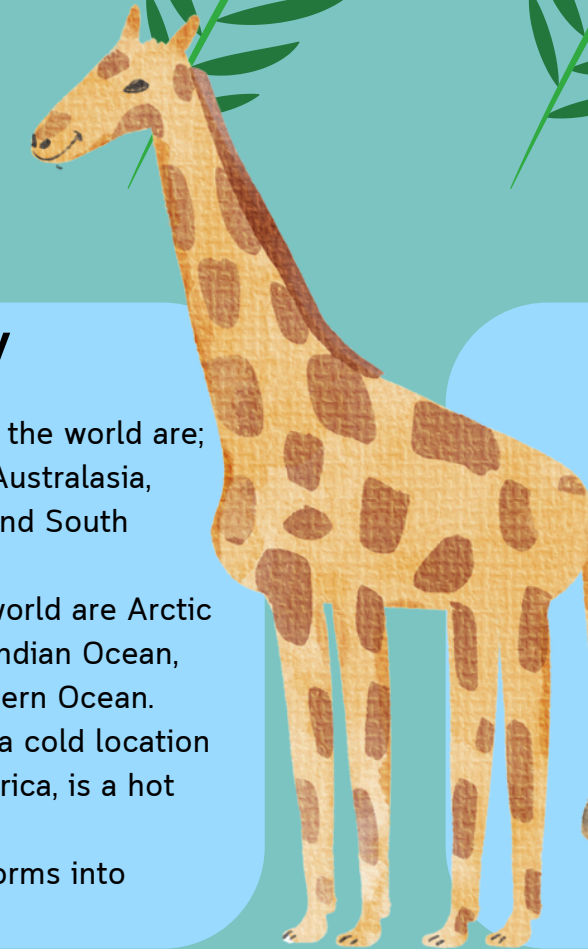 y
the world are;
Australasia,
nd South
world are Arctic
ndian Ocean,
ern Ocean.
a cold location
rica, is a hot
orms into